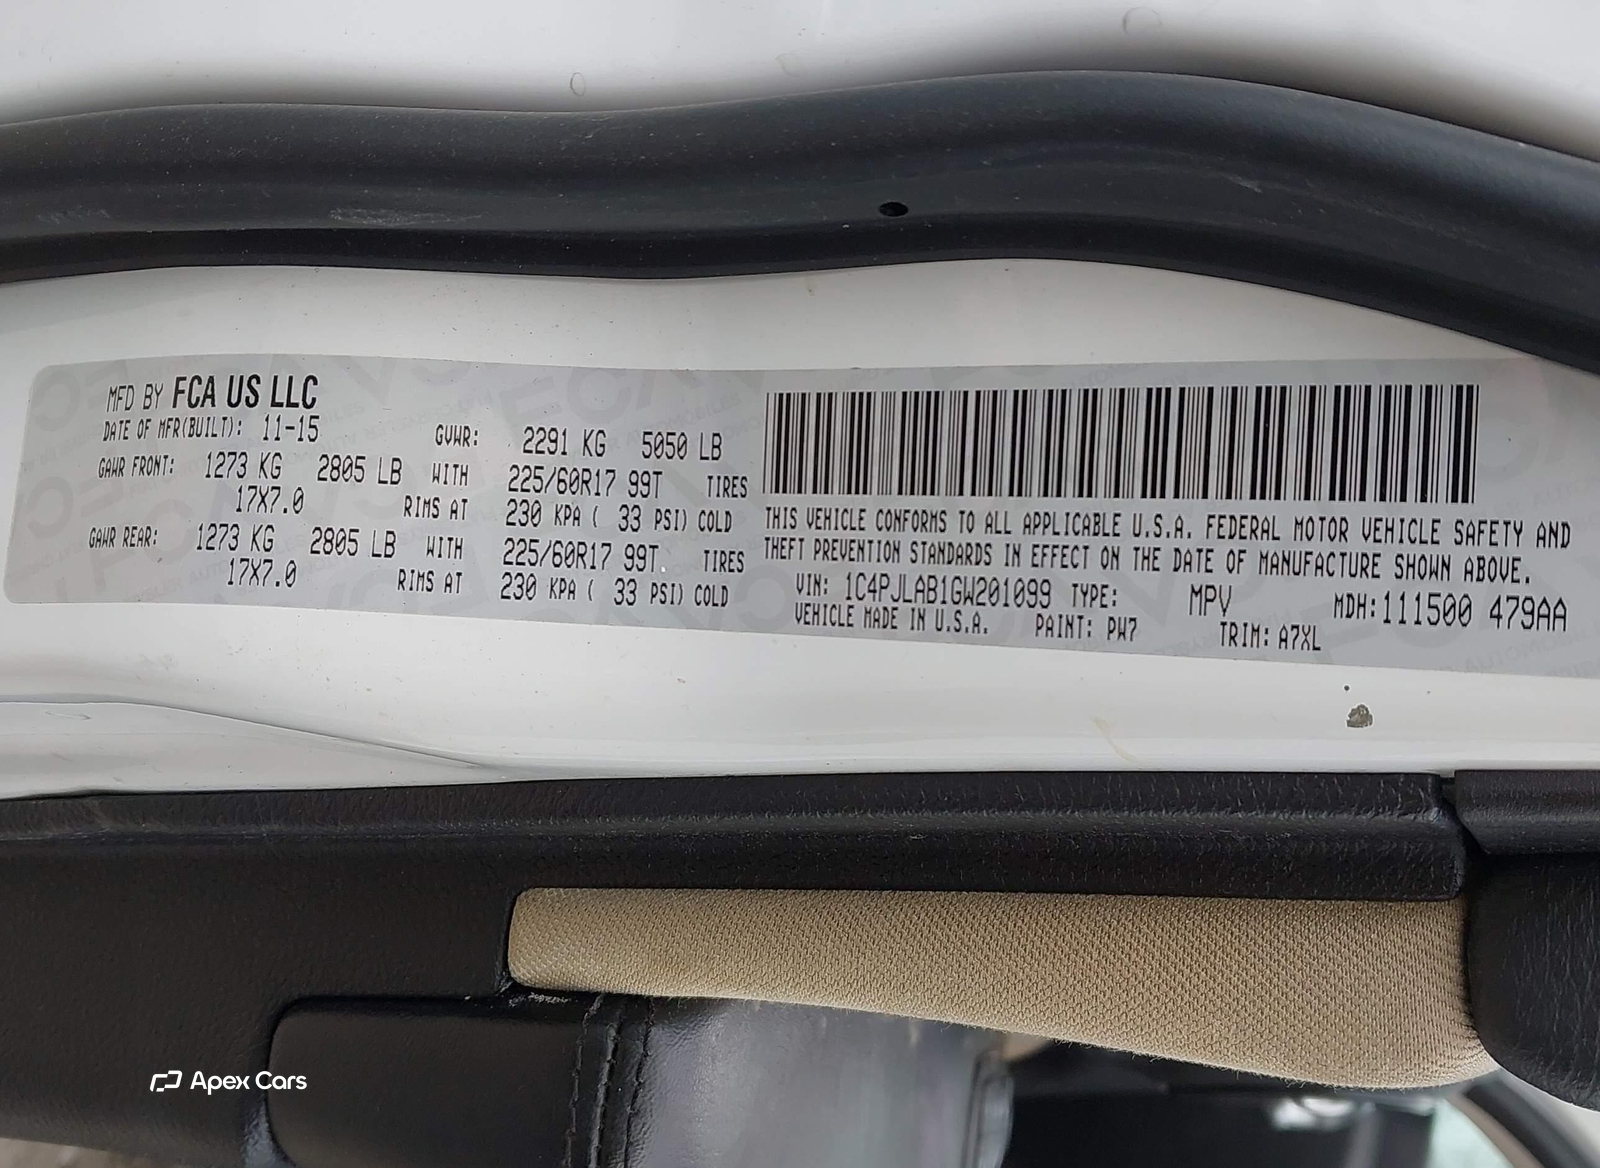 MFD BY FCA US LLC
DATE OF MFR(BUILT): 11-15 GVWR: 2291 KG 5050 LB
GAWR FRONT: 1273 KG 2805 LB WITH 225/60R17 99T TIRES
17X7.0 RIMS AT 230 KPA ( 33 PSI) COLD
GAWR REAR: 1273 KG 2805 LB WITH 225/60R17 99T. TIRES
17X7.0 RIMS AT 230 KPA ( 33 PSI) COLD
THIS VEHICLE CONFORMS TO ALL APPLICABLE U.S.A. FEDERAL MOTOR VEHICLE SAFETY AND
THEFT PREVENTION STANDARDS IN EFFECT ON THE DATE OF MANUFACTURE SHOWN ABOVE.
VIN: 1C4PJLAB1GW201099 TYPE: MPV MDH:111500 479AA
VEHICLE MADE IN U.S.A. PAINT: PW7 TRIM: A7XL
Apex Cars